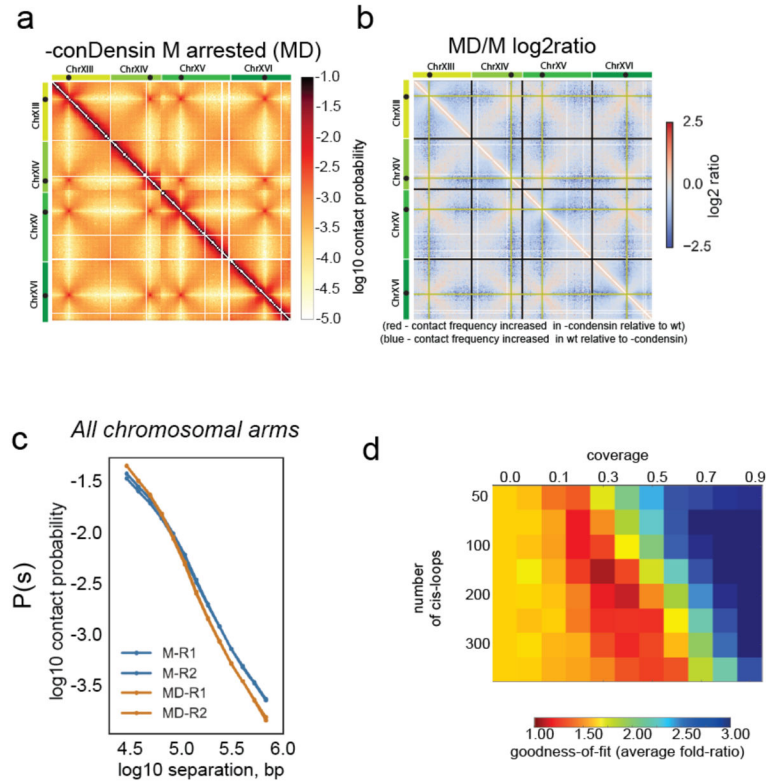 a
-conDensin M arrested (MD)
ChrXIII ChrXIV ChrXV ChrXVI
ChrXIII
ChrXIV
ChrXV
ChrXVI
-1.0
-1.5
-2.0
-2.5
-3.0
-3.5
-4.0
-4.5
-5.0
log10 contact probability
b
MD/M log2ratio
ChrXIII ChrXIV ChrXV ChrXVI
ChrXIII
ChrXIV
ChrXV
ChrXVI
2.5
0.0
−2.5
log2 ratio
(red - contact frequency increased in -condensin relative to wt)
(blue - contact frequency increased in wt relative to -condensin)
c
All chromosomal arms
P(s)
log10 contact probability
-1.5
-2.0
-2.5
-3.0
-3.5
M-R1
M-R2
MD-R1
MD-R2
4.5 5.0 5.5 6.0
log10 separation, bp
d
coverage
0.0 0.1 0.3 0.5 0.7 0.9
number
of cis-loops
50
100
200
300
1.00 1.50 2.00 2.50 3.00
goodness-of-fit (average fold-ratio)